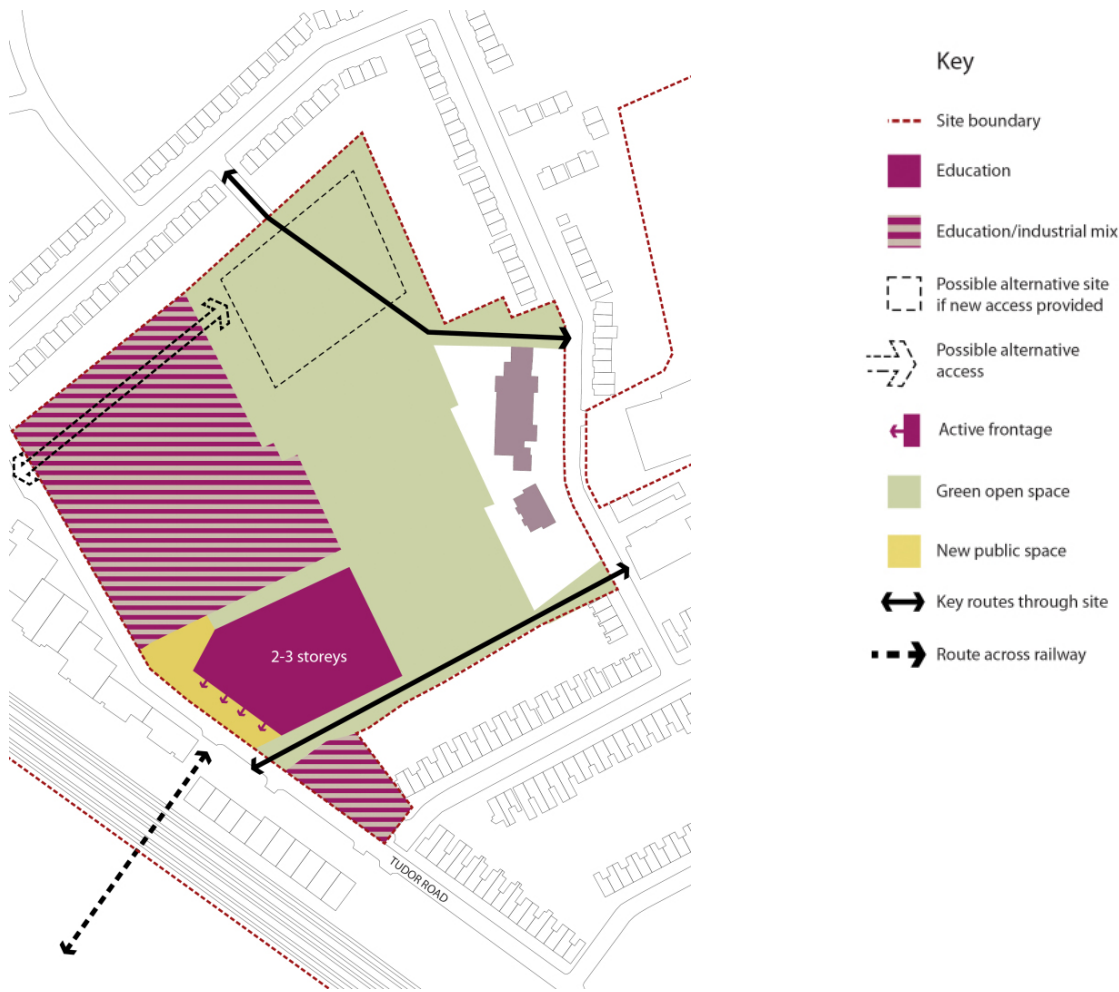 Key
Site boundary
Education
Education/industrial mix
Possible alternative site
if new access provided
Possible alternative
access
Active frontage
Green open space
New public space
Key routes through site
Route across railway
2-3 storeys
TUDOR ROAD